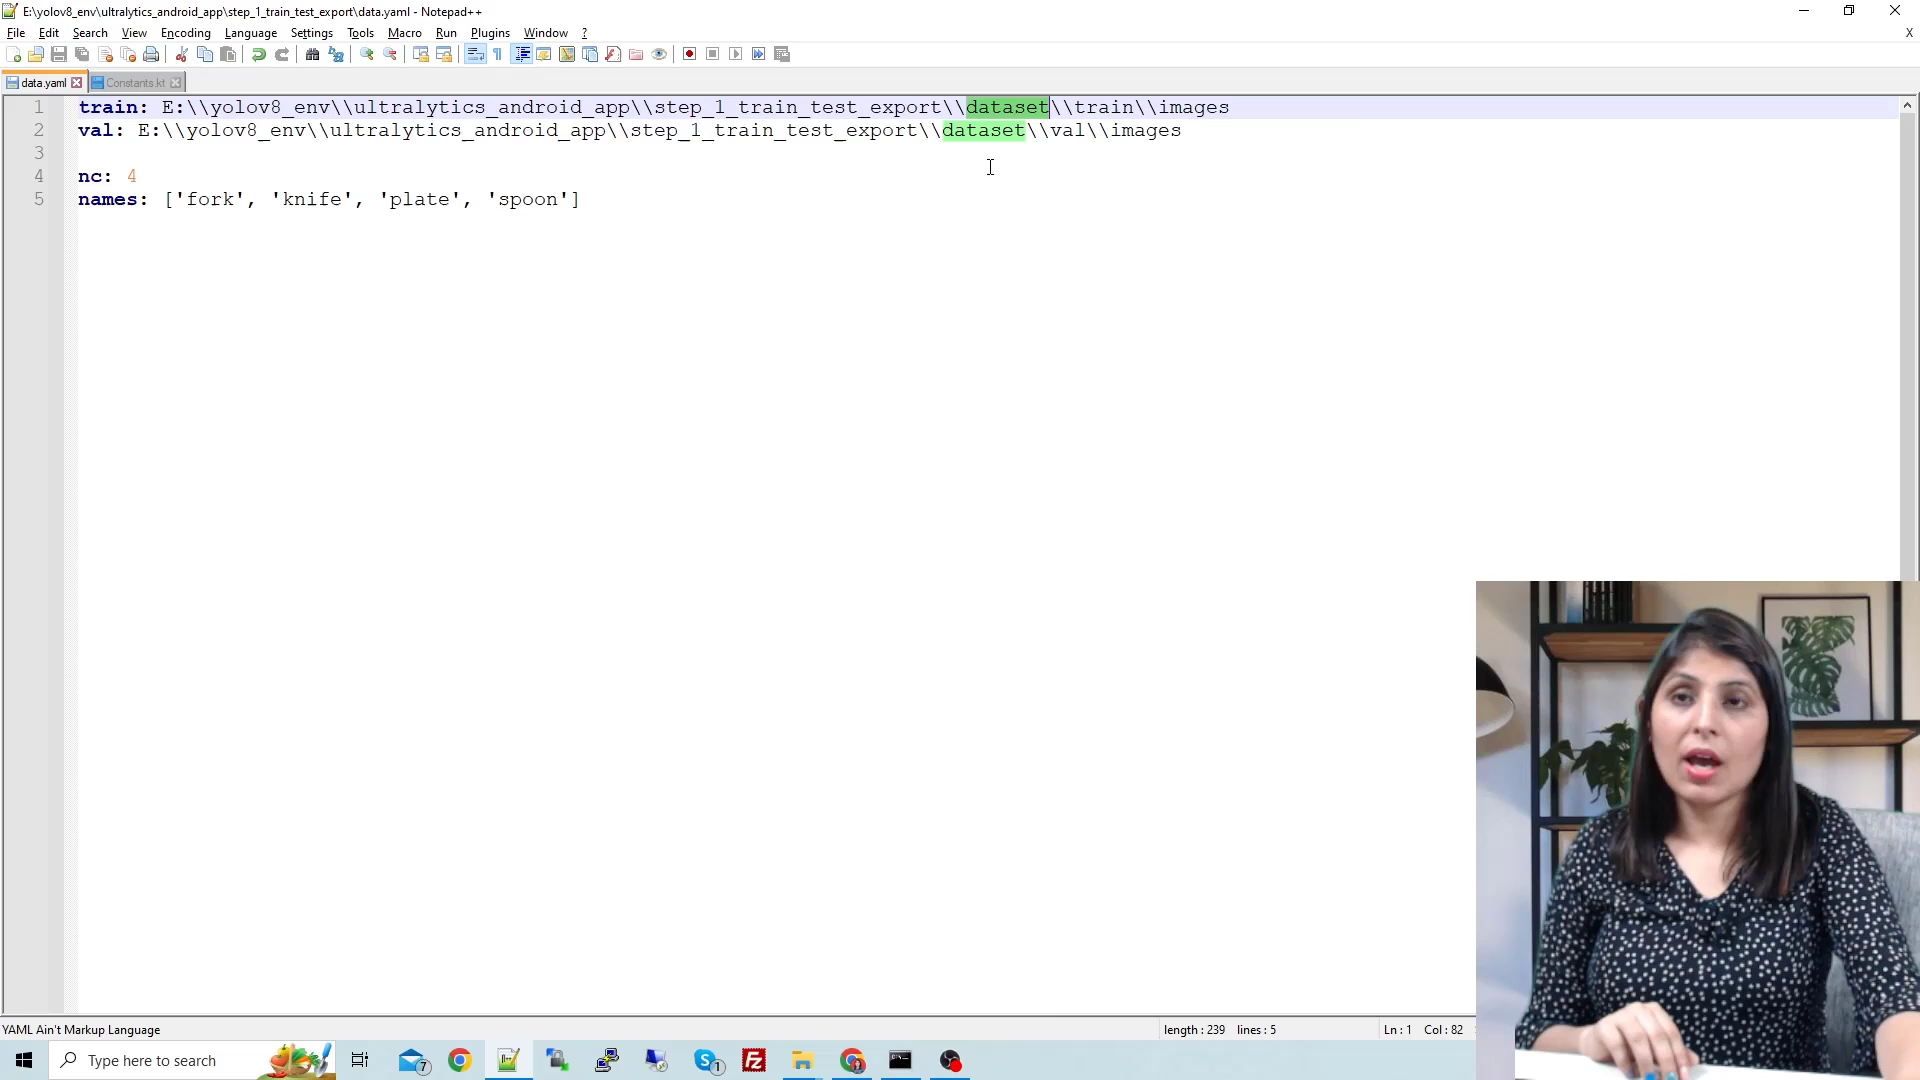 E:\yolov8_env\ultralytics_android_app\step_1_train_test_export\data.yaml - Notepad++
File Edit Search View Encoding Language Settings Tools Macro Run Plugins Window ? X
data.yaml Constants.kt
1 train: E:\\yolov8_env\\ultralytics_android_app\\step_1_train_test_export\\dataset\\train\\images
2 val: E:\\yolov8_env\\ultralytics_android_app\\step_1_train_test_export\\dataset\\val\\images
3
4 nc: 4
5 names: ['fork', 'knife', 'plate', 'spoon']
YAML Ain't Markup Language length : 239 lines : 5 Ln : 1 Col : 82
Type here to search 7 1